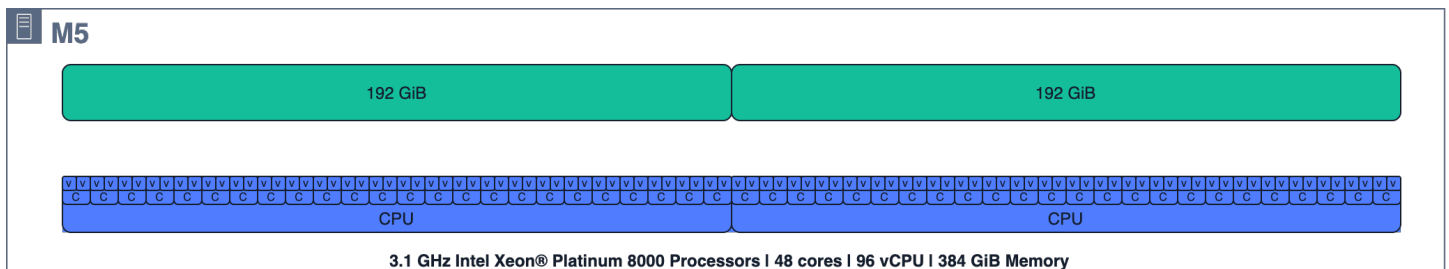 M5
192 GiB 192 GiB
v v v v v v v v v v v v v v v v v v v v v v v v v v v v v v v v v v v v v v v v v v v v v v v v v v v v v v v v v v v v v v v v v v v v v v v v v v v v v v v v v v v v v v v v v v v v v v v v
C C C C C C C C C C C C C C C C C C C C C C C C C C C C C C C C C C C C C C C C C C C C C C C C
CPU CPU
3.1 GHz Intel Xeon® Platinum 8000 Processors | 48 cores | 96 vCPU | 384 GiB Memory